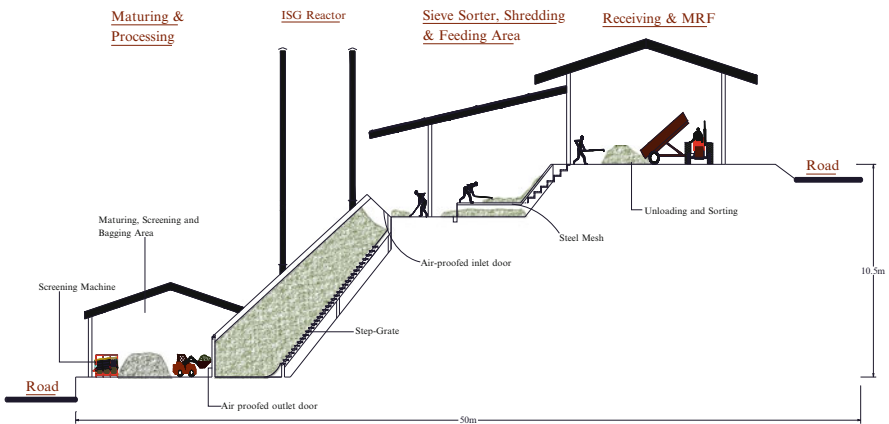 Maturing &
Processing
ISG Reactor
Sieve Sorter, Shredding
& Feeding Area
Receiving & MRF
Road
Unloading and Sorting
Steel Mesh
Maturing, Screening and
Bagging Area
Air-proofed inlet door
10.5m
Screening Machine
Step-Grate
Road
Air proofed outlet door
50m